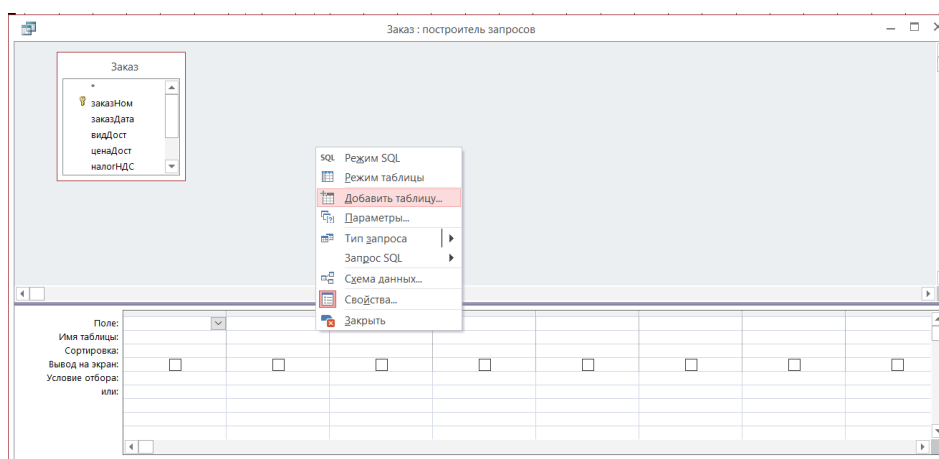 Заказ : построитель запросов
Заказ
*
заказНом
заказДата
видДост
ценаДост
налогНДС
SQL Режим SQL
Режим таблицы
Добавить таблицу...
Параметры...
Тип запроса
Запрос SQL
Схема данных...
Свойства...
Закрыть
Поле:
Имя таблицы:
Сортировка:
Вывод на экран:
Условие отбора:
или: